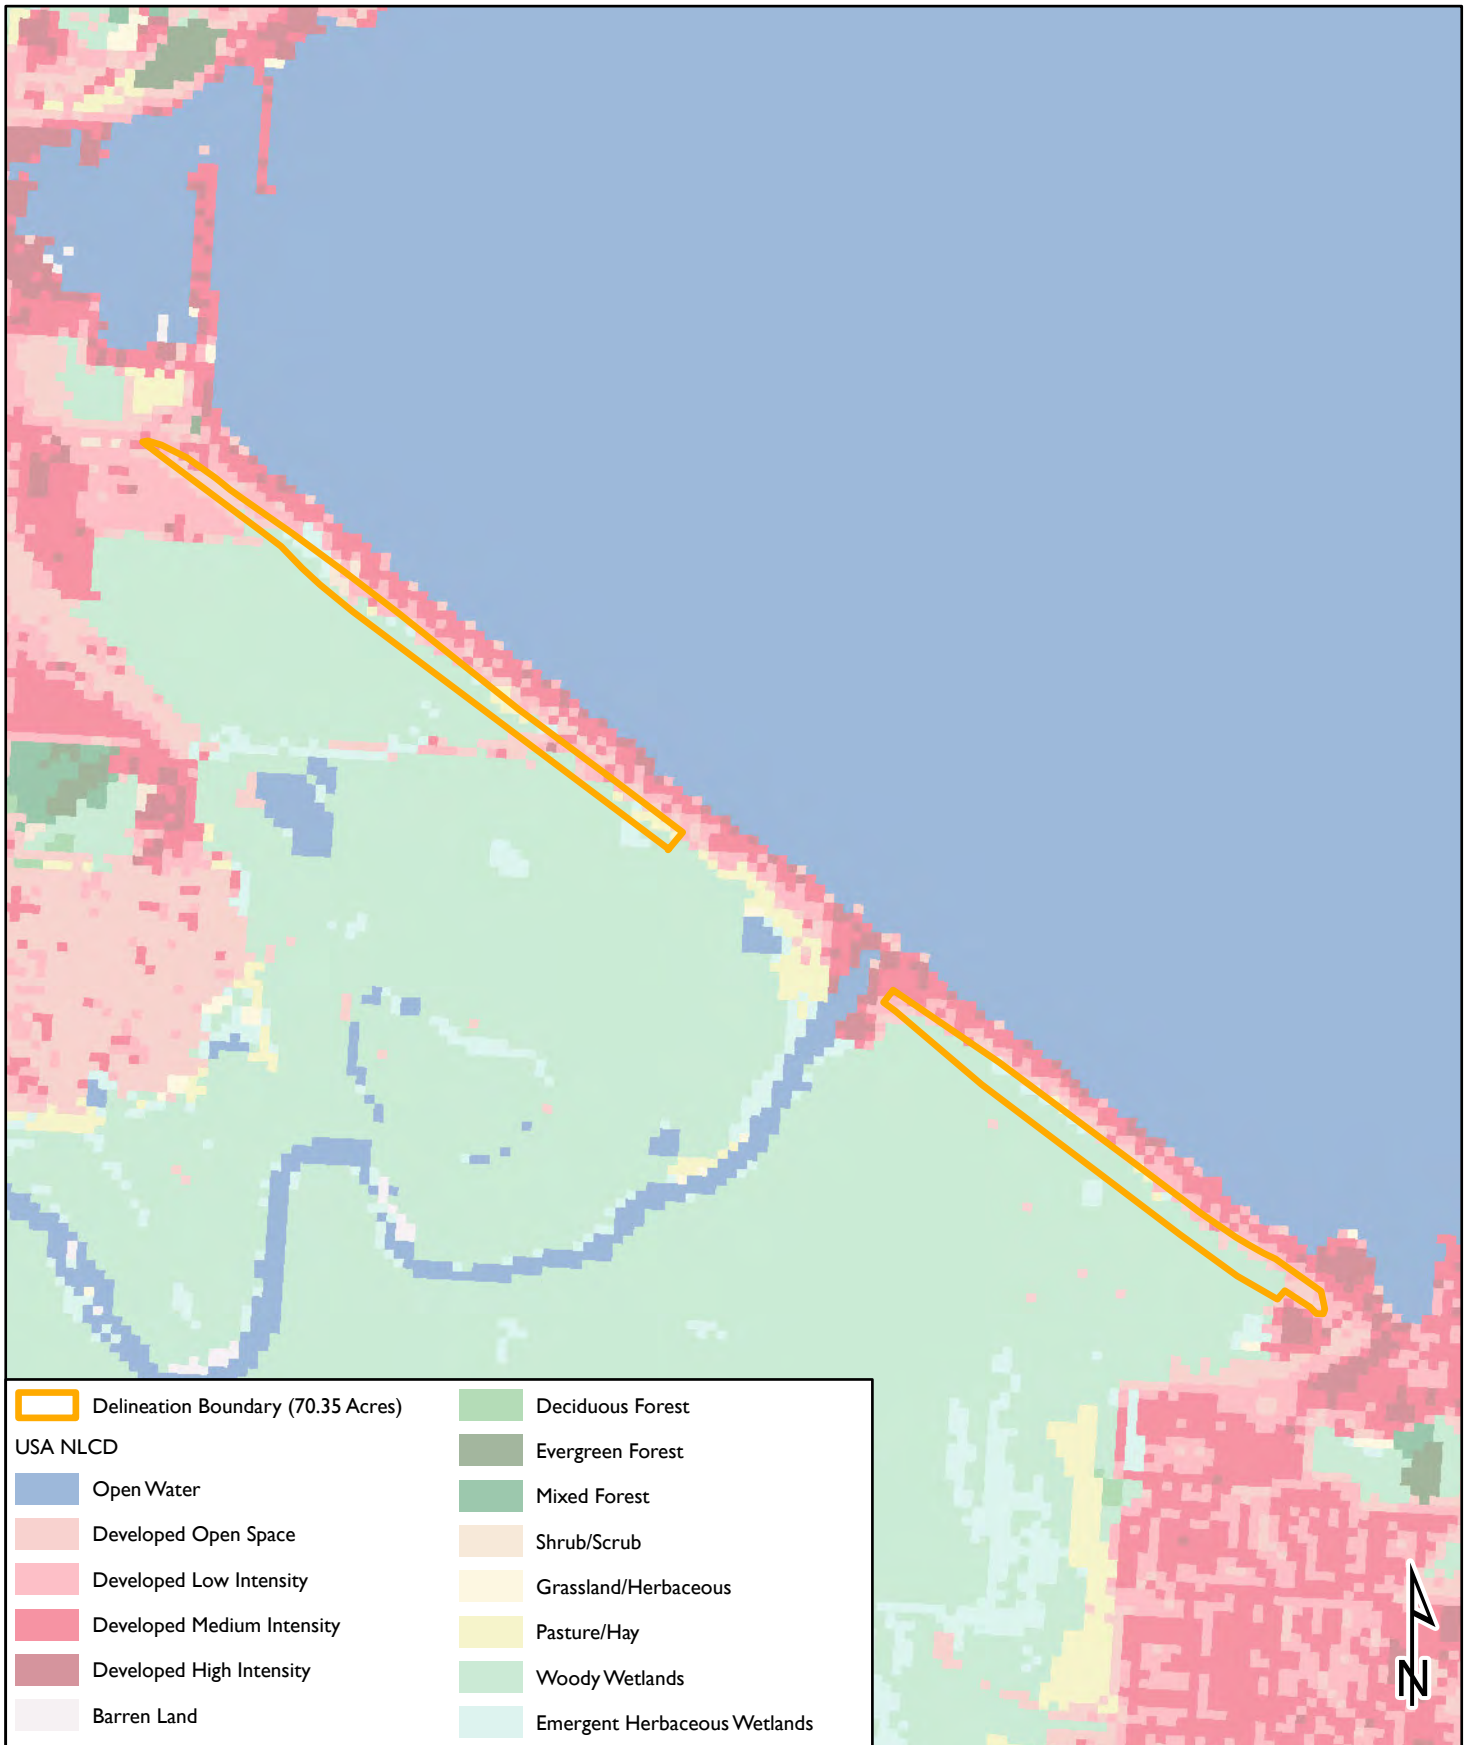 Delineation Boundary (70.35 Acres)
USA NLCD
Open Water
Developed Open Space
Developed Low Intensity
Developed Medium Intensity
Developed High Intensity
Barren Land
Deciduous Forest
Evergreen Forest
Mixed Forest
Shrub/Scrub
Grassland/Herbaceous
Pasture/Hay
Woody Wetlands
Emergent Herbaceous Wetlands
N